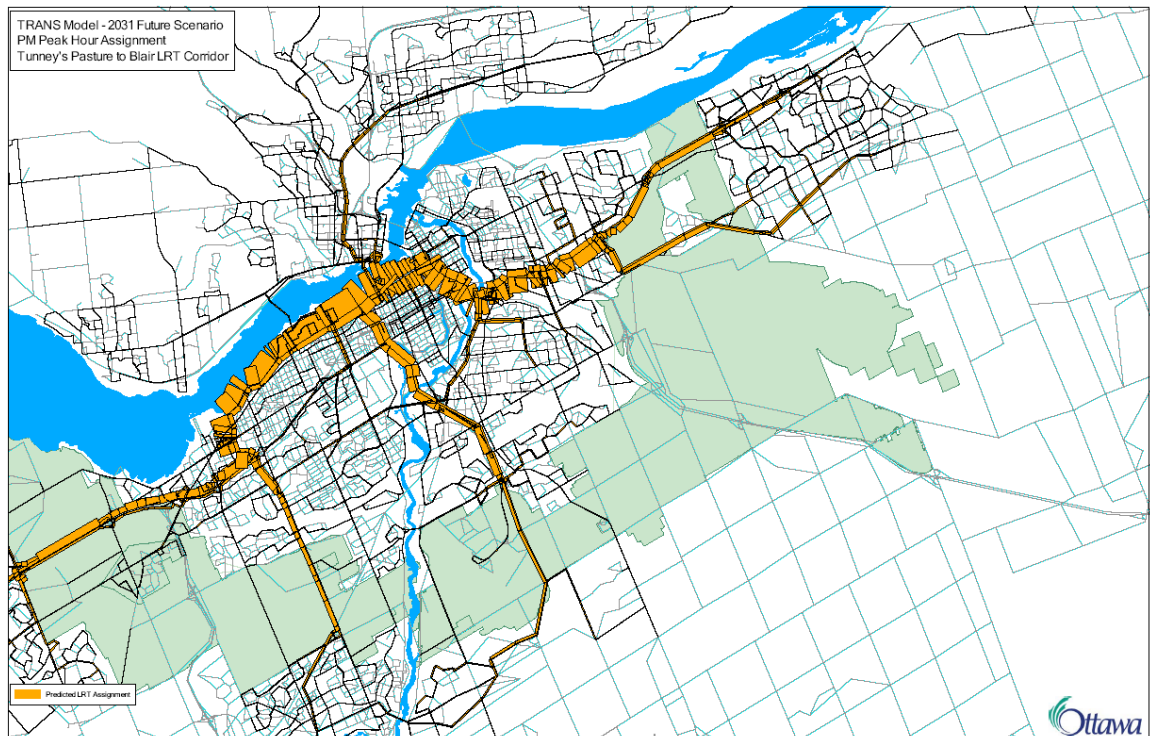 TRANS Model - 2031 Future Scenario
PM Peak Hour Assignment
Tunney's Pasture to Blair LRT Corridor
Predicted LRT Assignment
Ottawa